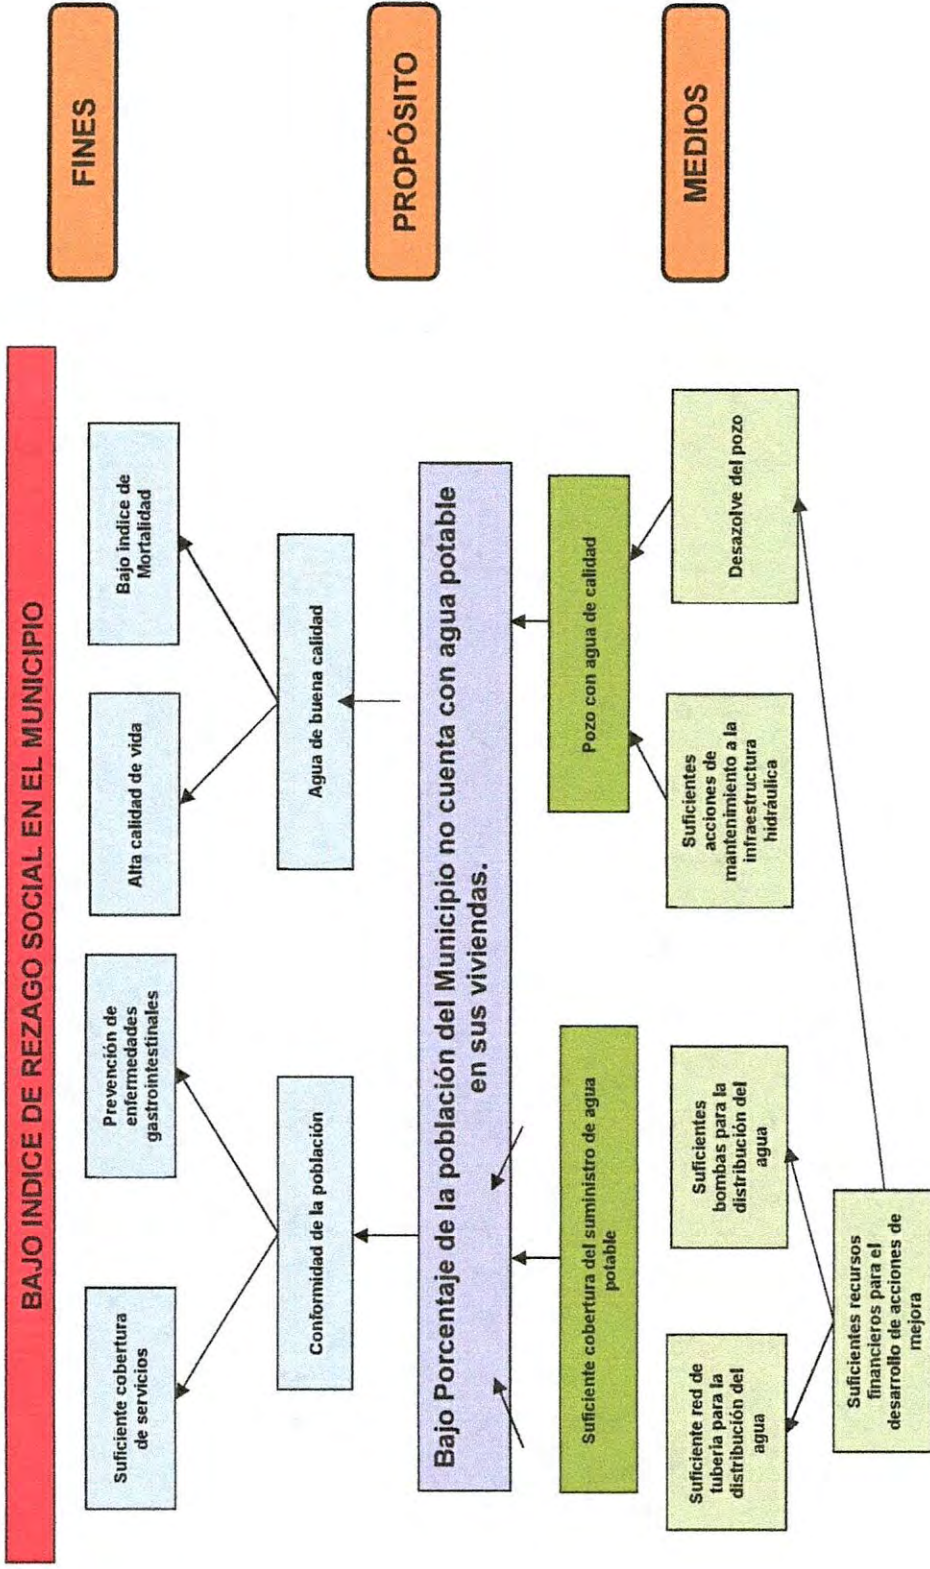 BAJO INDICE DE REZAGO SOCIAL EN EL MUNICIPIO
FINES
Suficiente cobertura
de servicios
Prevención de
enfermedades
gastrointestinales
Alta calidad de vida
Bajo indice de
Mortalidad
Conformidad de la población
Agua de buena calidad
PROPÓSITO
Bajo Porcentaje de la población del Municipio no cuenta con agua potable
en sus viviendas.
Suficiente cobertura del suministro de agua
potable
Pozo con agua de calidad
MEDIOS
Suficiente red de
tubería para la
distribución del
agua
Suficientes
bombas para la
distribución del
agua
Suficientes
acciones de
mantenimiento a la
infraestructura
hidráulica
Desazolve del pozo
Suficientes recursos
financieros para el
desarrollo de acciones de
mejora